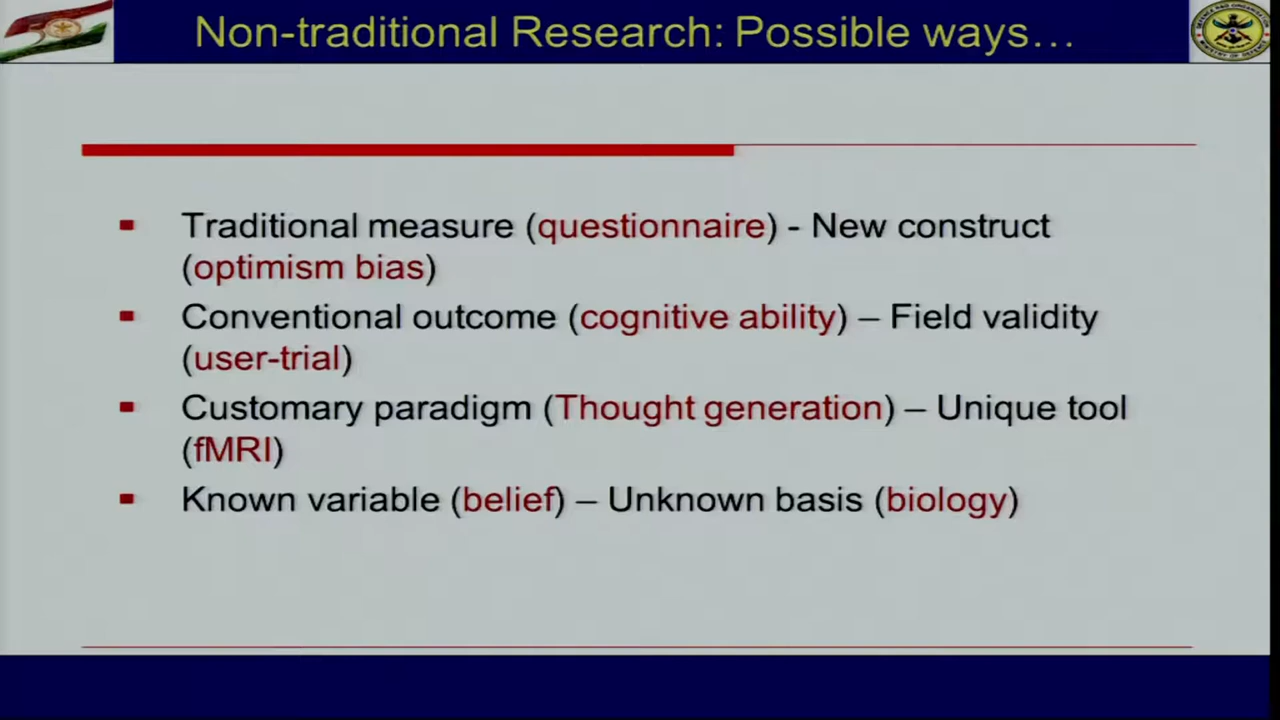 Non-traditional Research: Possible ways...
Traditional measure (questionnaire) - New construct
(optimism bias)
Conventional outcome (cognitive ability) – Field validity
(user-trial)
Customary paradigm (Thought generation) – Unique tool
(fMRI)
Known variable (belief) – Unknown basis (biology)